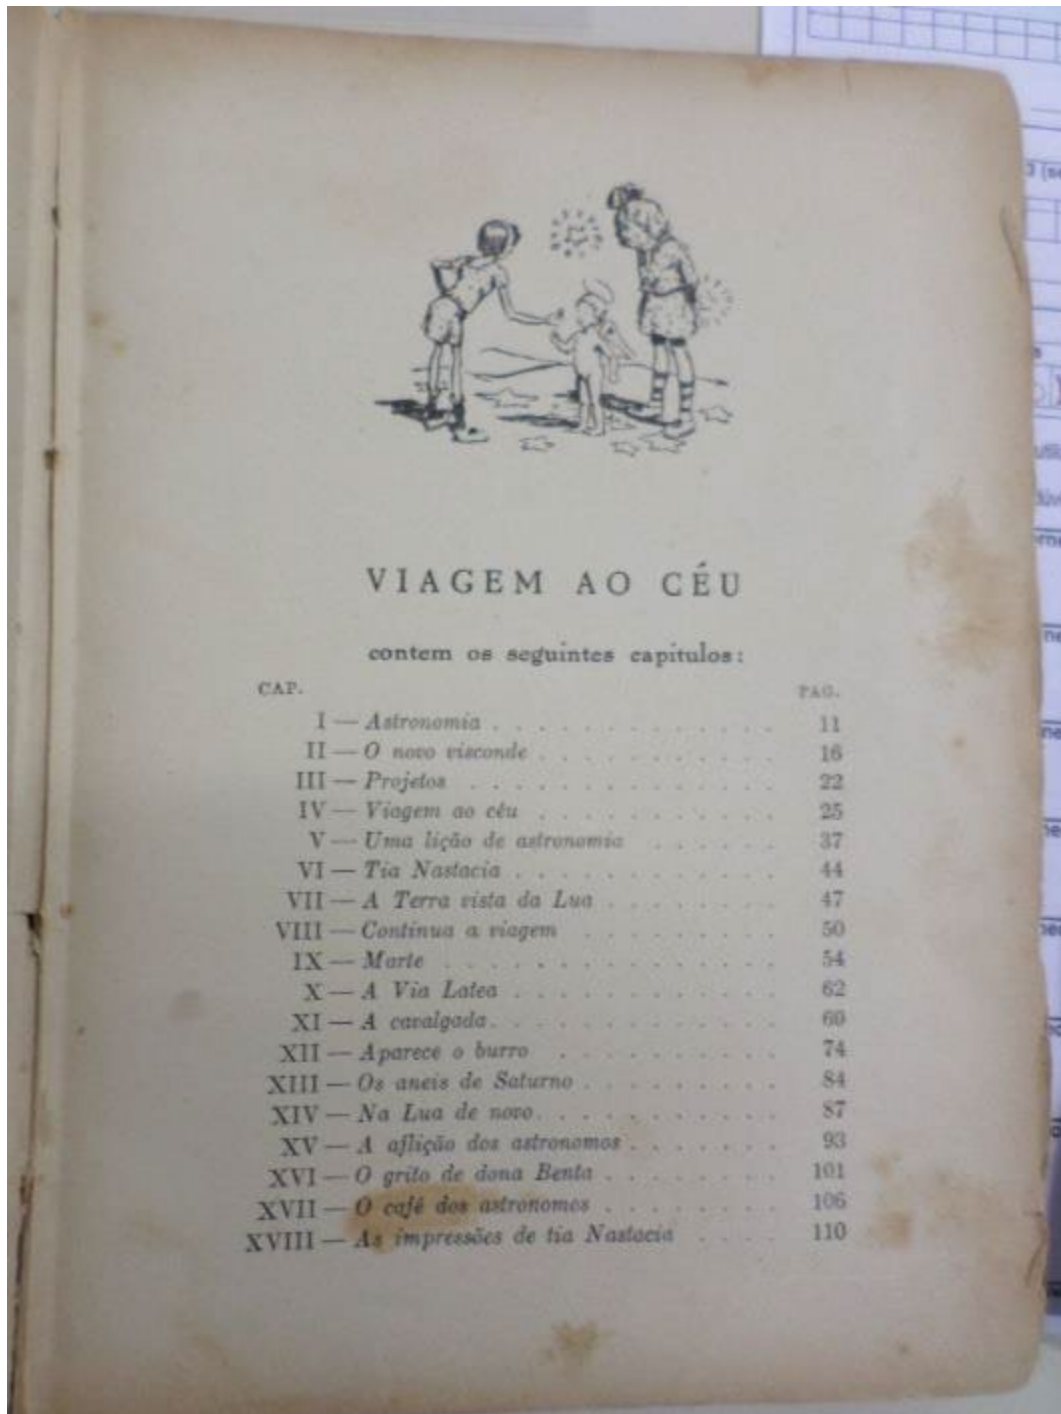 VIAGEM AO CÉU
contem os seguintes capitulos:
CAP. PAG.
I — Astronomia . . . . . . . . . . . . . 11
II — O novo visconde . . . . . . . . . . . 16
III — Projetos . . . . . . . . . . . . . 22
IV — Viagem ao céu . . . . . . . . . . . 25
V — Uma lição de astronomia . . . . . . 37
VI — Tia Nastacia . . . . . . . . . . . . 44
VII — A Terra vista da Lua . . . . . . . . 47
VIII — Continua a viagem . . . . . . . . . 50
IX — Marte . . . . . . . . . . . . . . . 54
X — A Via Latea . . . . . . . . . . . . 62
XI — A cavalgada . . . . . . . . . . . . . 69
XII — Aparece o burro . . . . . . . . . . 74
XIII — Os aneis de Saturno . . . . . . . . . 84
XIV — Na Lua de novo . . . . . . . . . . . 87
XV — A aflição dos astronomos . . . . . . . 93
XVI — O grito de dona Benta . . . . . . . . 101
XVII — O café dos astronomos . . . . . . . . 106
XVIII — As impressões de tia Nastacia . . . . 110